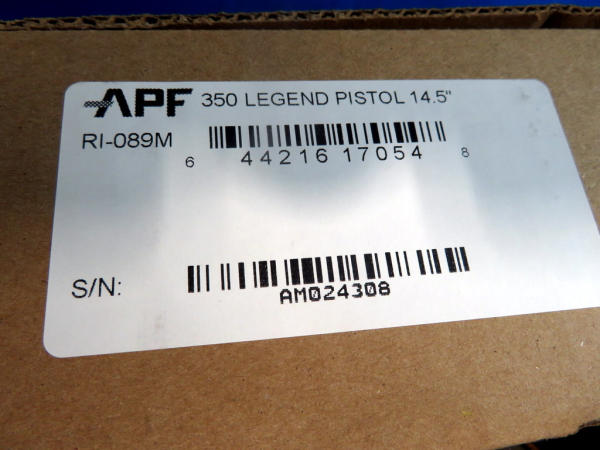 APF 350 LEGEND PISTOL 14.5"
RI-089M
6 44216 17054 8
S/N:
AM024308